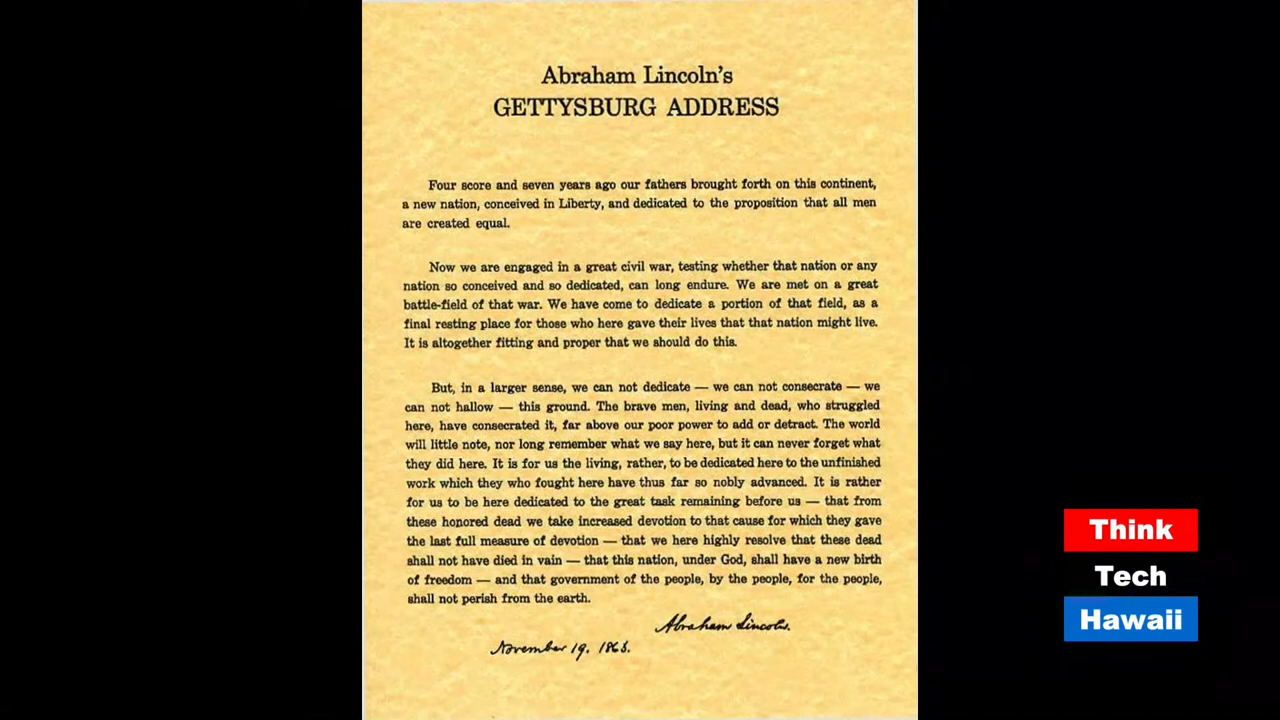 Abraham Lincoln's
GETTYSBURG ADDRESS
Four score and seven years ago our fathers brought forth on this continent,
a new nation, conceived in Liberty, and dedicated to the proposition that all men
are created equal.
Now we are engaged in a great civil war, testing whether that nation or any
nation so conceived and so dedicated, can long endure. We are met on a great
battle-field of that war. We have come to dedicate a portion of that field, as a
final resting place for those who here gave their lives that that nation might live.
It is altogether fitting and proper that we should do this.
But, in a larger sense, we can not dedicate — we can not consecrate — we
can not hallow — this ground. The brave men, living and dead, who struggled
here, have consecrated it, far above our poor power to add or detract. The world
will little note, nor long remember what we say here, but it can never forget what
they did here. It is for us the living, rather, to be dedicated here to the unfinished
work which they who fought here have thus far so nobly advanced. It is rather
for us to be here dedicated to the great task remaining before us — that from
these honored dead we take increased devotion to that cause for which they gave
the last full measure of devotion — that we here highly resolve that these dead
shall not have died in vain — that this nation, under God, shall have a new birth
of freedom — and that government of the people, by the people, for the people,
shall not perish from the earth.
Abraham Lincoln.
November 19, 1863.
Think
Tech
Hawaii